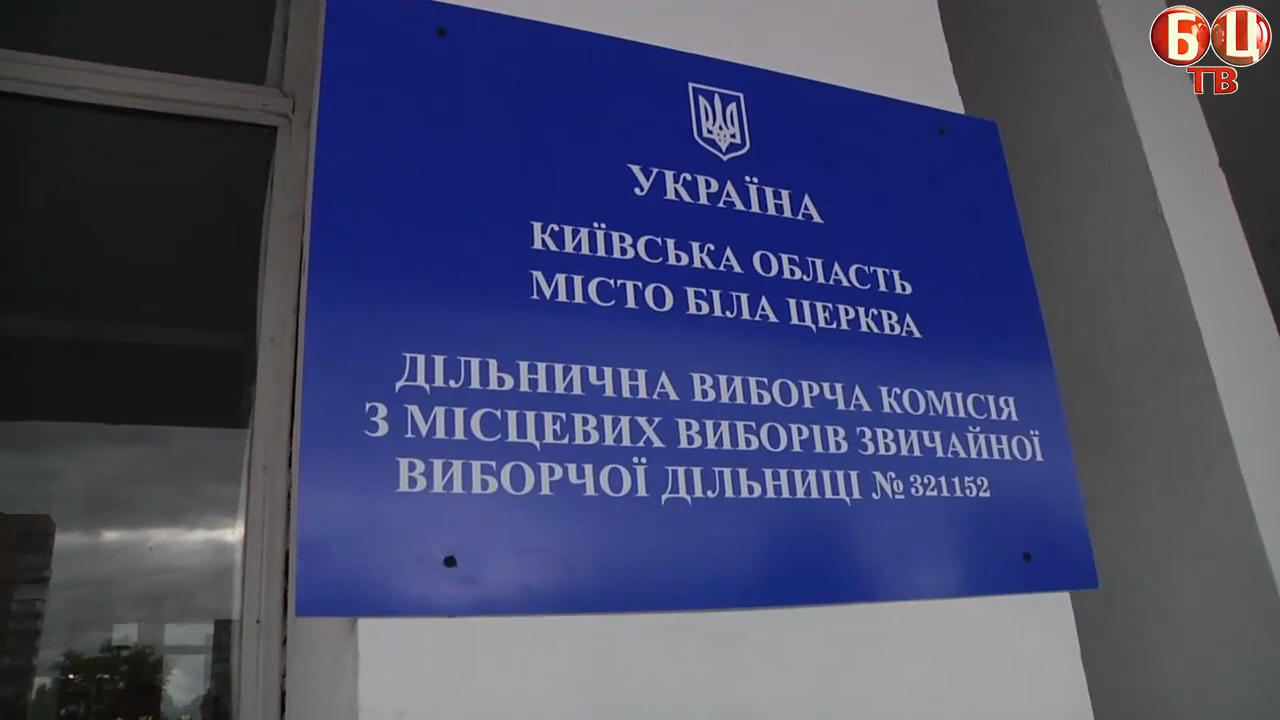 БЦ
ТВ
УКРАЇНА
КИЇВСЬКА ОБЛАСТЬ
МІСТО БІЛА ЦЕРКВА
ДІЛЬНИЧНА ВИБОРЧА КОМІСІЯ
З МІСЦЕВИХ ВИБОРІВ ЗВИЧАЙНОЇ
ВИБОРЧОЇ ДІЛЬНИЦІ № 321152